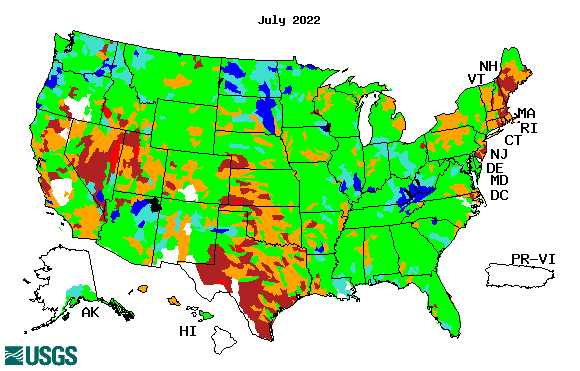 July 2022
NH
VT
MA
RI
CT
NJ
DE
MD
DC
PR-VI
AK
HI
USGS